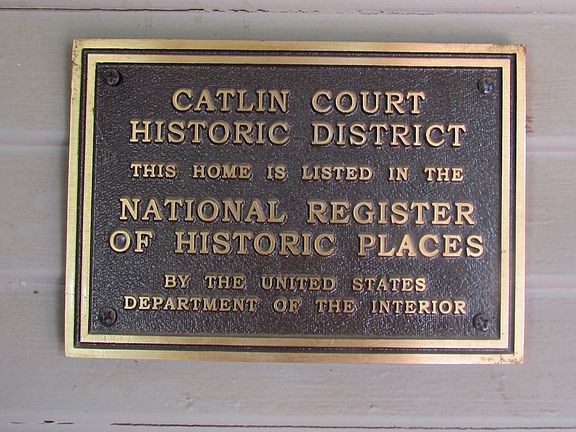 CATLIN COURT
HISTORIC DISTRICT
THIS HOME IS LISTED IN THE
NATIONAL REGISTER
OF HISTORIC PLACES
BY THE UNITED STATES
DEPARTMENT OF THE INTERIOR